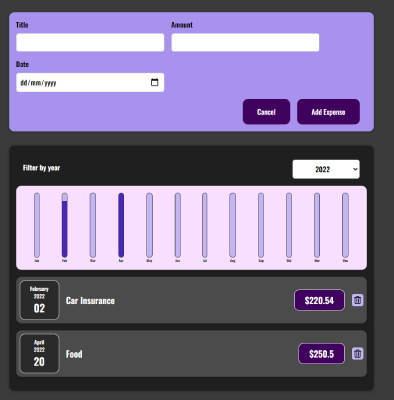 Title Amount
Date
dd/mm/yyyy
Cancel Add Expense
Filter by year 2022
Jan Feb Mar Apr May Jun Jul Aug Sep Oct Nov Dec
February
2022
02
Car Insurance $220.54
April
2022
20
Food $250.5